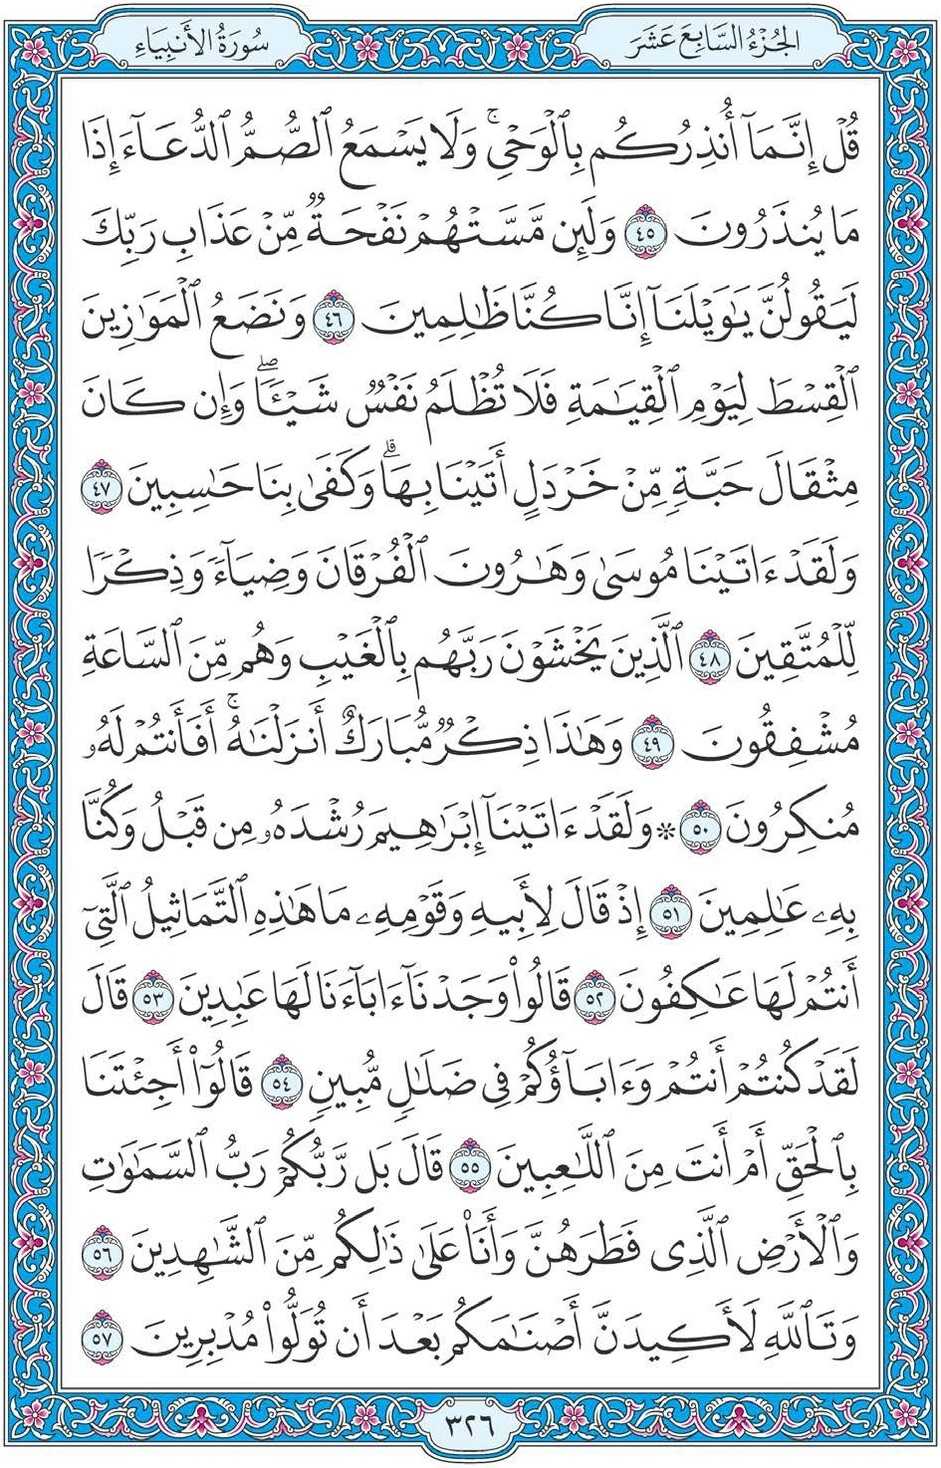 الجُزْءُ السَّابِعَ عَشَرَ
سُورَةُ الأَنبِيَاءِ
قُلۡ إِنَّمَآ أُنذِرُكُم بِٱلۡوَحۡيِۚ وَلَا يَسۡمَعُ ٱلصُّمُّ ٱلدُّعَآءَ إِذَا
مَا يُنذَرُونَ ٤٥ وَلَئِن مَّسَّتۡهُمۡ نَفۡحَةٞ مِّنۡ عَذَابِ رَبِّكَ
لَيَقُولُنَّ يَٰوَيۡلَنَآ إِنَّا كُنَّا ظَٰلِمِينَ ٤٦ وَنَضَعُ ٱلۡمَوَٰزِينَ
ٱلۡقِسۡطَ لِيَوۡمِ ٱلۡقِيَٰمَةِ فَلَا تُظۡلَمُ نَفۡسٞ شَيۡـٔٗاۖ وَإِن كَانَ
مِثۡقَالَ حَبَّةٖ مِّنۡ خَرۡدَلٍ أَتَيۡنَا بِهَاۗ وَكَفَىٰ بِنَا حَٰسِبِينَ ٤٧
وَلَقَدۡ ءَاتَيۡنَا مُوسَىٰ وَهَٰرُونَ ٱلۡفُرۡقَانَ وَضِيَآءٗ وَذِكۡرٗا
لِّلۡمُتَّقِينَ ٤٨ ٱلَّذِينَ يَخۡشَوۡنَ رَبَّهُم بِٱلۡغَيۡبِ وَهُم مِّنَ ٱلسَّاعَةِ
مُشۡفِقُونَ ٤٩ وَهَٰذَا ذِكۡرٞ مُّبَارَكٌ أَنزَلۡنَٰهُۚ أَفَأَنتُمۡ لَهُۥ
مُنكِرُونَ ٥٠ ۞ وَلَقَدۡ ءَاتَيۡنَآ إِبۡرَٰهِيمَ رُشۡدَهُۥ مِن قَبۡلُ وَكُنَّا
بِهِۦ عَٰلِمِينَ ٥١ إِذۡ قَالَ لِأَبِيهِ وَقَوۡمِهِۦ مَا هَٰذِهِ ٱلتَّمَاثِيلُ ٱلَّتِيٓ
أَنتُمۡ لَهَا عَٰكِفُونَ ٥٢ قَالُواْ وَجَدۡنَآ ءَابَآءَنَا لَهَا عَٰبِدِينَ ٥٣ قَالَ
لَقَدۡ كُنتُمۡ أَنتُمۡ وَءَابَآؤُكُمۡ فِي ضَلَٰلٖ مُّبِينٖ ٥٤ قَالُوٓاْ أَجِئۡتَنَا
بِٱلۡحَقِّ أَمۡ أَنتَ مِنَ ٱللَّٰعِبِينَ ٥٥ قَالَ بَل رَّبُّكُمۡ رَبُّ ٱلسَّمَٰوَٰتِ
وَٱلۡأَرۡضِ ٱلَّذِي فَطَرَهُنَّ وَأَنَا۠ عَلَىٰ ذَٰلِكُم مِّنَ ٱلشَّٰهِدِينَ ٥٦
وَتَٱللَّهِ لَأَكِيدَنَّ أَصۡنَٰمَكُم بَعۡدَ أَن تُوَلُّواْ مُدۡبِرِينَ ٥٧
٣٢٦